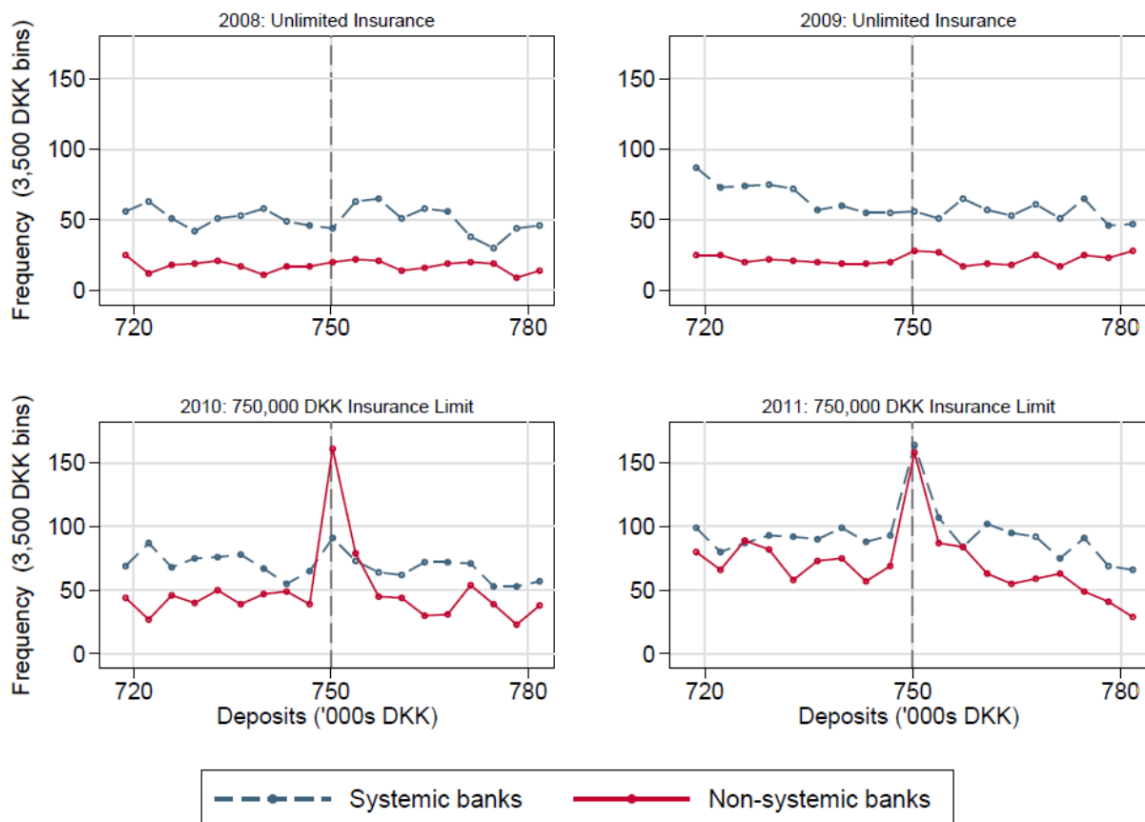 2008: Unlimited Insurance
Frequency (3,500 DKK bins)
150
100
50
0
720 750 780
2009: Unlimited Insurance
150
100
50
0
720 750 780
2010: 750,000 DKK Insurance Limit
Frequency (3,500 DKK bins)
150
100
50
0
720 750 780
Deposits ('000s DKK)
2011: 750,000 DKK Insurance Limit
150
100
50
0
720 750 780
Deposits ('000s DKK)
Systemic banks Non-systemic banks